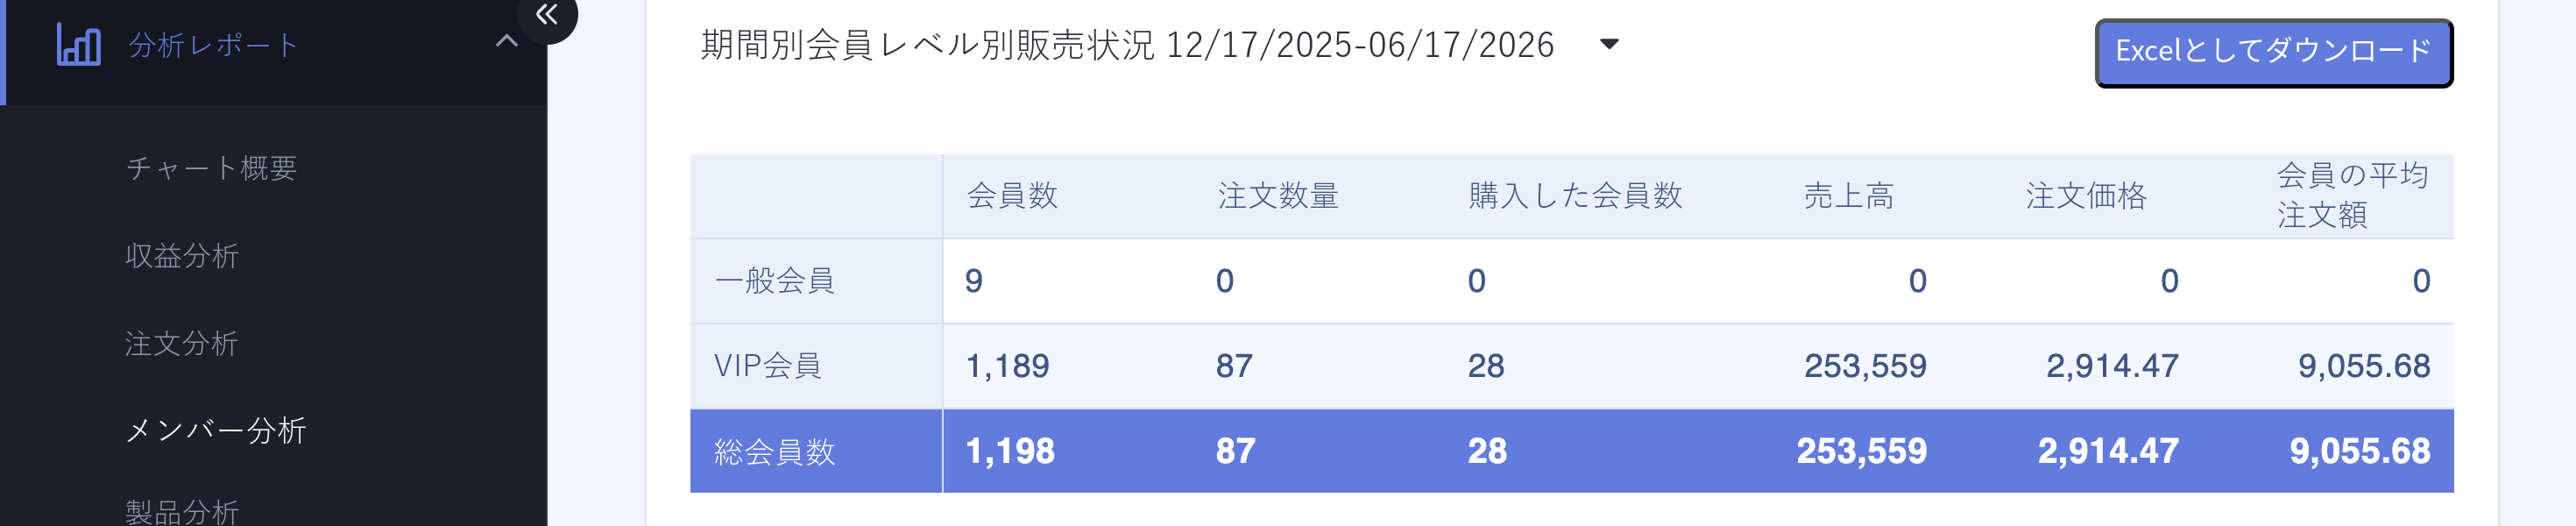 分析レポート
チャート概要
収益分析
注文分析
メンバー分析
製品分析
期間別会員レベル別販売状況 12/17/2025-06/17/2026
Excelとしてダウンロード
会員数 注文数量 購入した会員数 売上高 注文価格 会員の平均
注文額
一般会員 9 0 0 0 0 0
VIP会員 1,189 87 28 253,559 2,914.47 9,055.68
総会員数 1,198 87 28 253,559 2,914.47 9,055.68